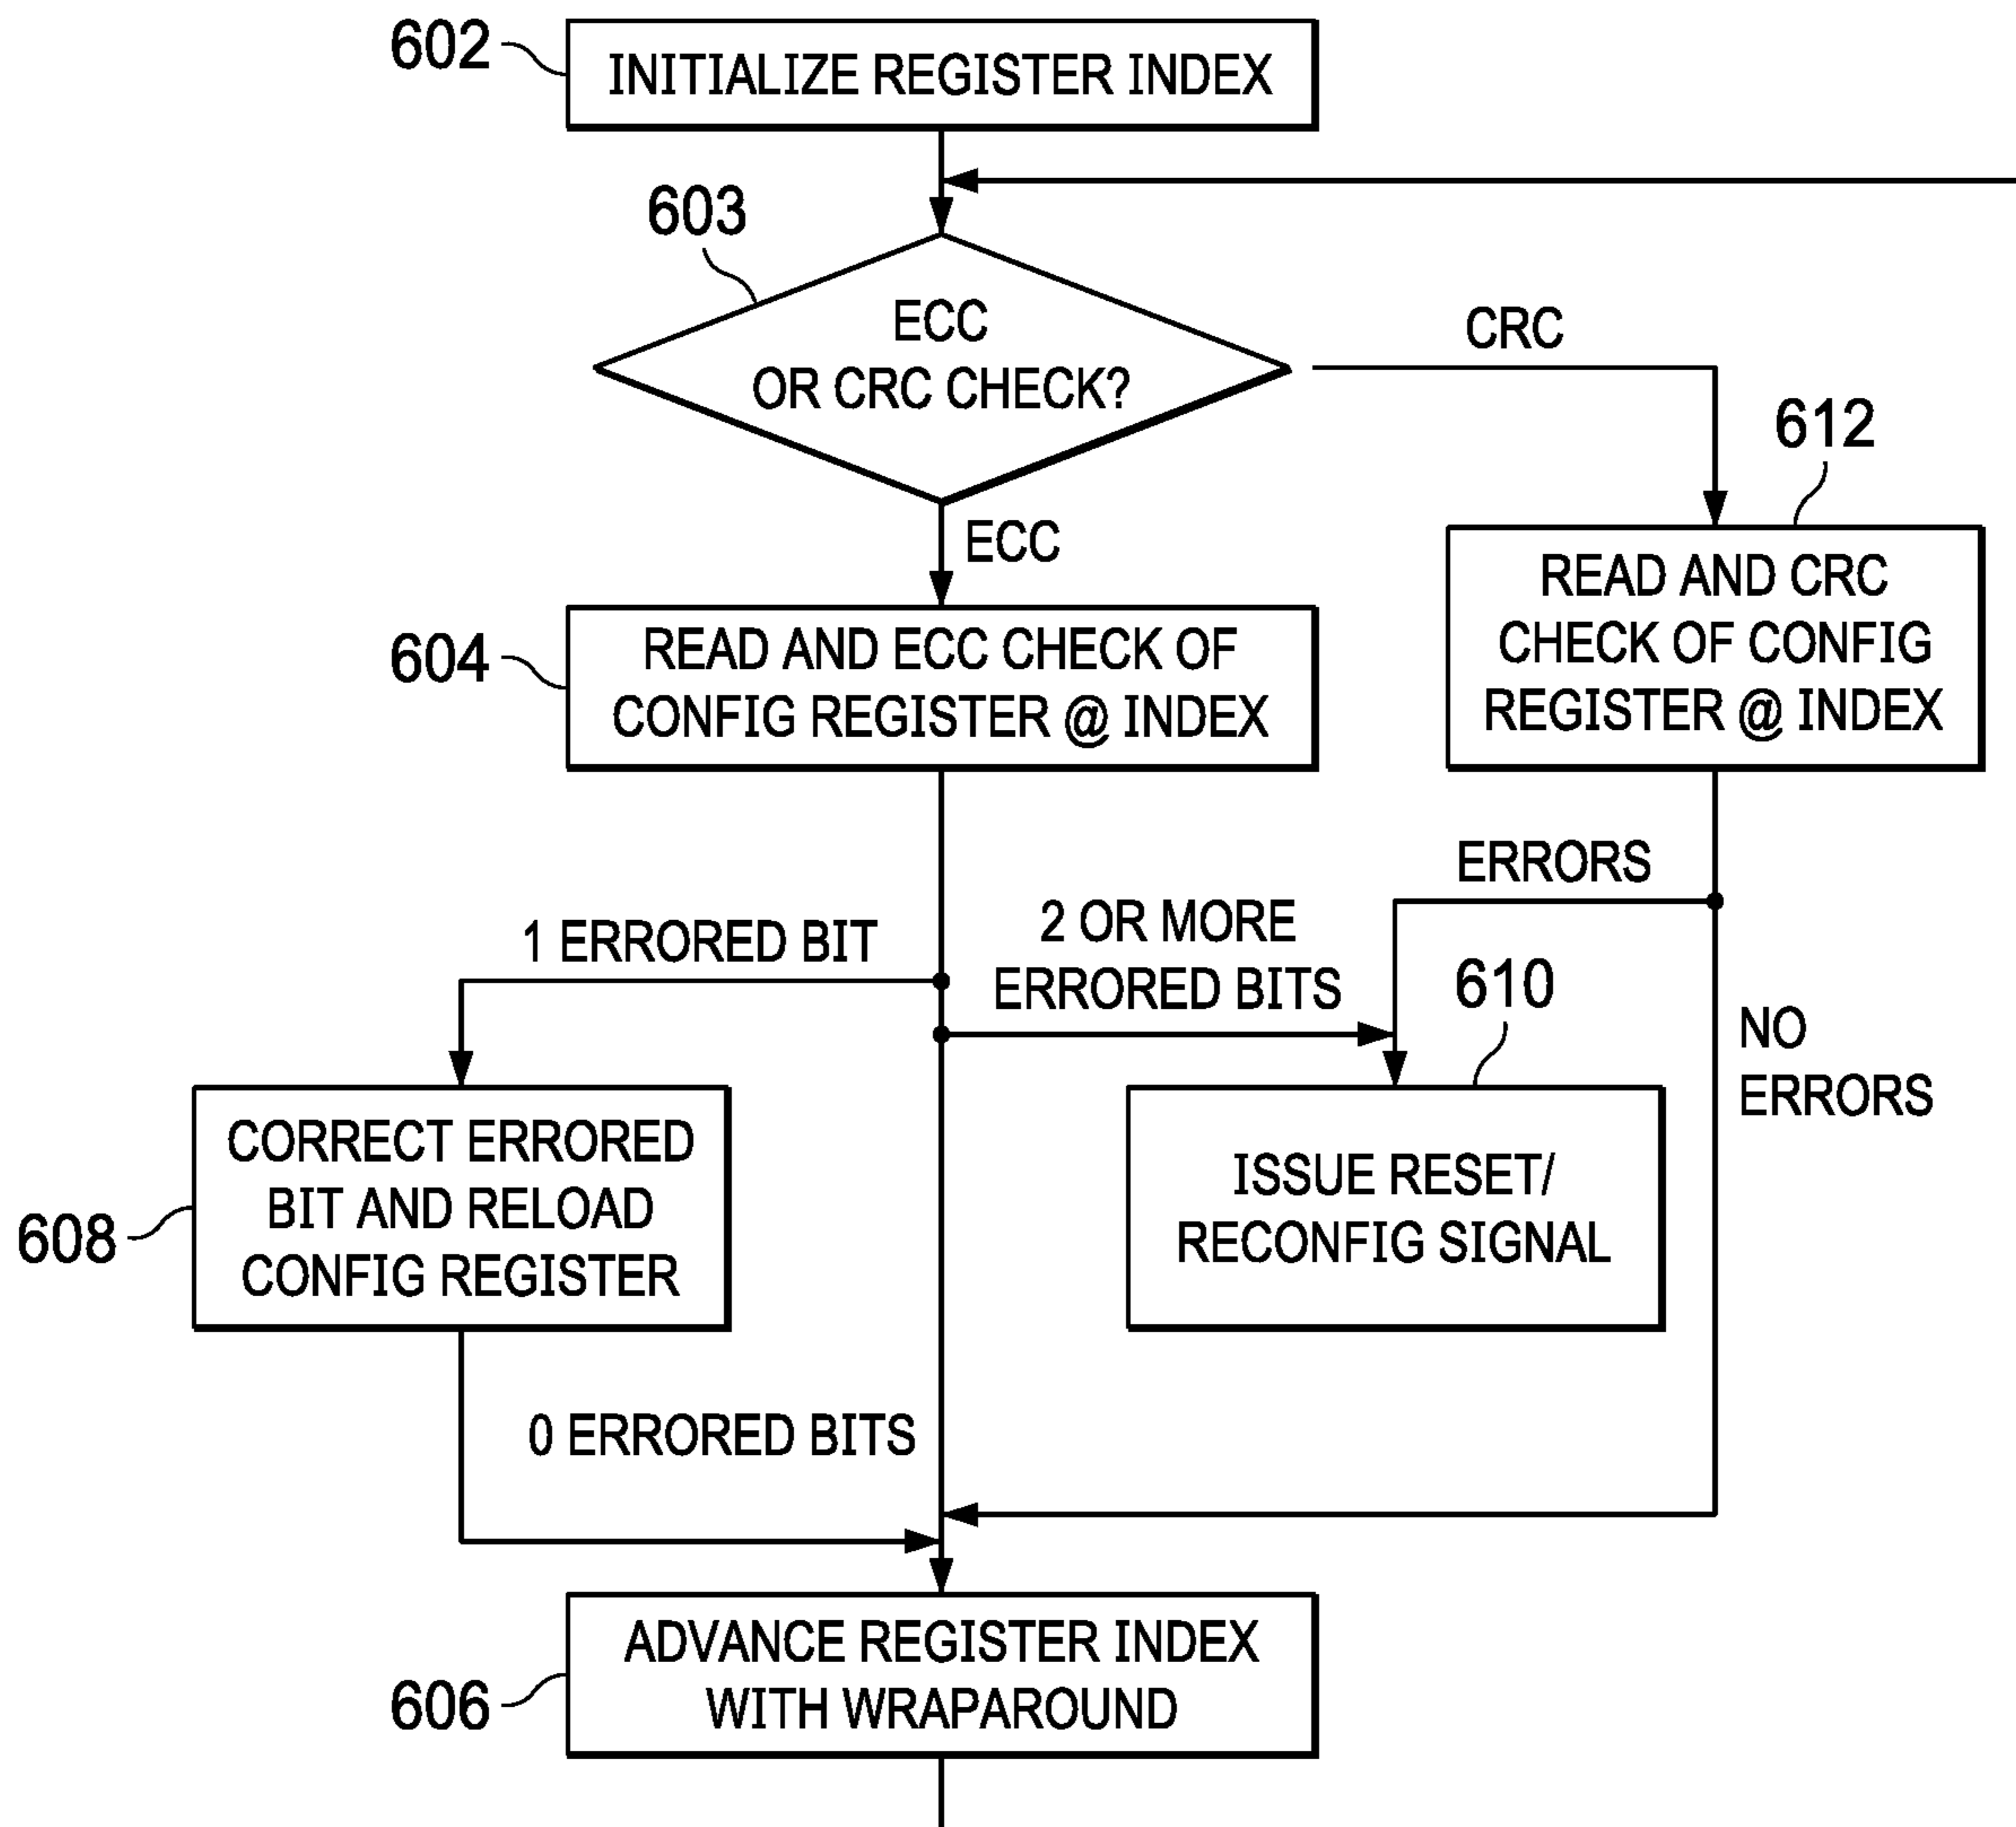 602
INITIALIZE REGISTER INDEX
603
ECC
OR CRC CHECK?
CRC
612
ECC
READ AND CRC
CHECK OF CONFIG
REGISTER @ INDEX
604
READ AND ECC CHECK OF
CONFIG REGISTER @ INDEX
ERRORS
1 ERRORED BIT
2 OR MORE
ERRORED BITS
610
NO
ERRORS
608
CORRECT ERRORED
BIT AND RELOAD
CONFIG REGISTER
ISSUE RESET/
RECONFIG SIGNAL
0 ERRORED BITS
606
ADVANCE REGISTER INDEX
WITH WRAPAROUND